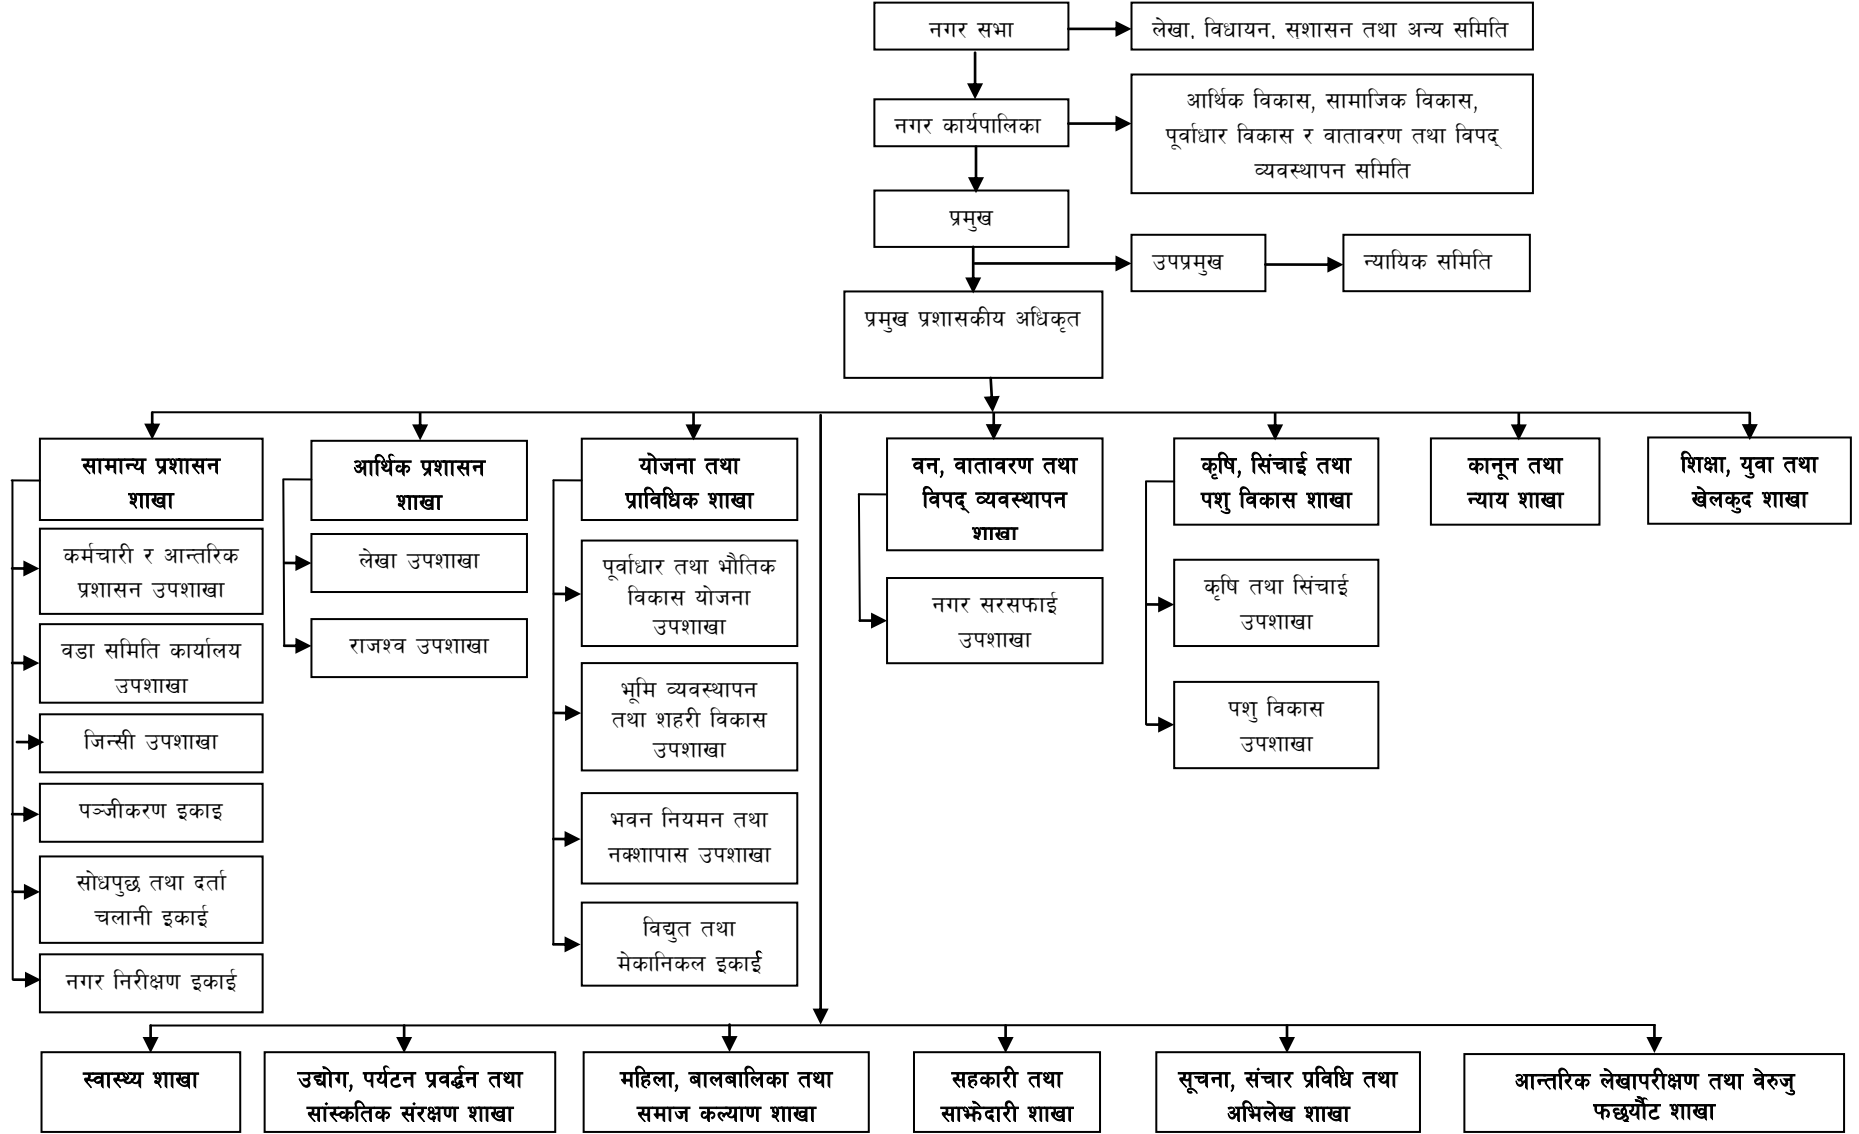 नगर सभा
लेखा, विधायन, सुशासन तथा अन्य समिति
नगर कार्यपालिका
आर्थिक विकास, सामाजिक विकास,
पूर्वाधार विकास र वातावरण तथा विपद्
व्यवस्थापन समिति
प्रमुख
उपप्रमुख
न्यायिक समिति
प्रमुख प्रशासकीय अधिकृत
सामान्य प्रशासन
शाखा
कर्मचारी र आन्तरिक
प्रशासन उपशाखा
वडा समिति कार्यालय
उपशाखा
जिन्सी उपशाखा
पञ्जीकरण इकाइ
सोधपुछ तथा दर्ता
चलानी इकाई
नगर निरीक्षण इकाई
आर्थिक प्रशासन
शाखा
लेखा उपशाखा
राजश्व उपशाखा
योजना तथा
प्राविधिक शाखा
पूर्वाधार तथा भौतिक
विकास योजना
उपशाखा
भूमि व्यवस्थापन
तथा शहरी विकास
उपशाखा
भवन नियमन तथा
नक्शापास उपशाखा
विद्युत तथा
मेकानिकल इकाई
वन, वातावरण तथा
विपद् व्यवस्थापन
शाखा
नगर सरसफाई
उपशाखा
कृषि, सिंचाई तथा
पशु विकास शाखा
कृषि तथा सिंचाई
उपशाखा
पशु विकास
उपशाखा
कानून तथा
न्याय शाखा
शिक्षा, युवा तथा
खेलकुद शाखा
स्वास्थ्य शाखा
उद्योग, पर्यटन प्रवर्द्धन तथा
सांस्कतिक संरक्षण शाखा
महिला, बालबालिका तथा
समाज कल्याण शाखा
सहकारी तथा
साझेदारी शाखा
सूचना, संचार प्रविधि तथा
अभिलेख शाखा
आन्तरिक लेखापरीक्षण तथा वेरुजु
फछर्यौट शाखा